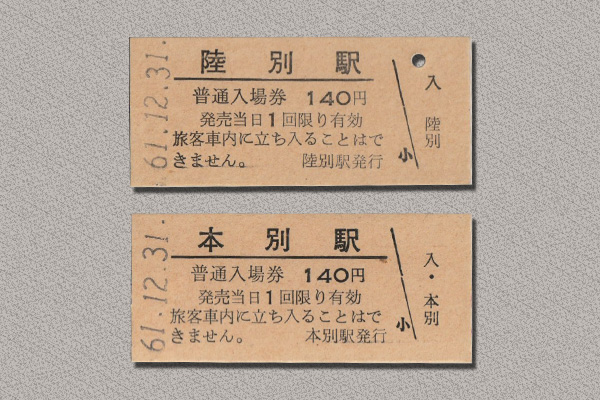 61.12.31.
陸別駅
普通入場券 140円
発売当日1回限り有効
旅客車内に立ち入ることはで
きません。 陸別駅発行
小
入
陸別
61.12.31.
本別駅
普通入場券 140円
発売当日1回限り有効
旅客車内に立ち入ることはで
きません。 本別駅発行
小
入・本別